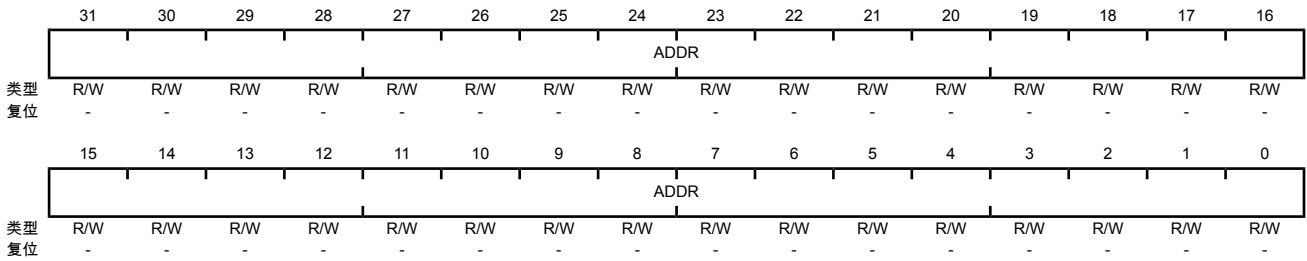 31 30 29 28 27 26 25 24 23 22 21 20 19 18 17 16
ADDR
类型 R/W R/W R/W R/W R/W R/W R/W R/W R/W R/W R/W R/W R/W R/W R/W R/W
复位 - - - - - - - - - - - - - - - -
15 14 13 12 11 10 9 8 7 6 5 4 3 2 1 0
ADDR
类型 R/W R/W R/W R/W R/W R/W R/W R/W R/W R/W R/W R/W R/W R/W R/W R/W
复位 - - - - - - - - - - - - - - - -